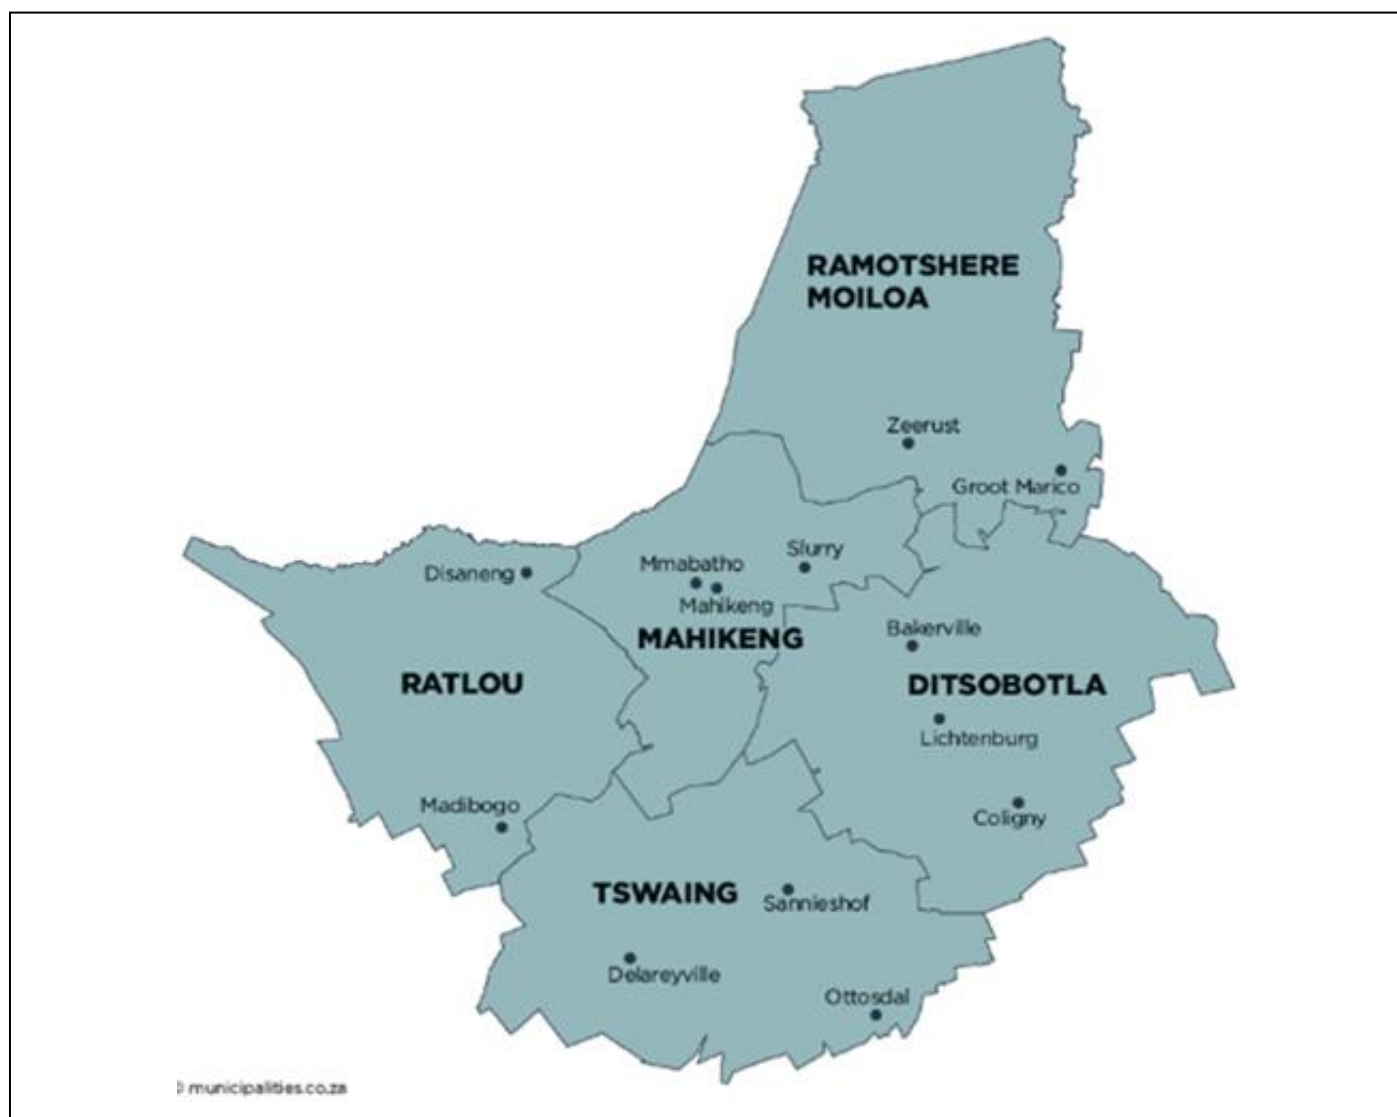 RAMOTSHERE
MOILOA
Zeerust
Groot Marico
Slurry
Mmabatho
Disaneng
Mahikeng
MAHIKENG
Bakerville
RATLOU
DITSOBOTLA
Lichtenburg
Madibogo
Coligny
TSWAING
Sannieshof
Delareyville
Ottosdal
© municipalities.co.za